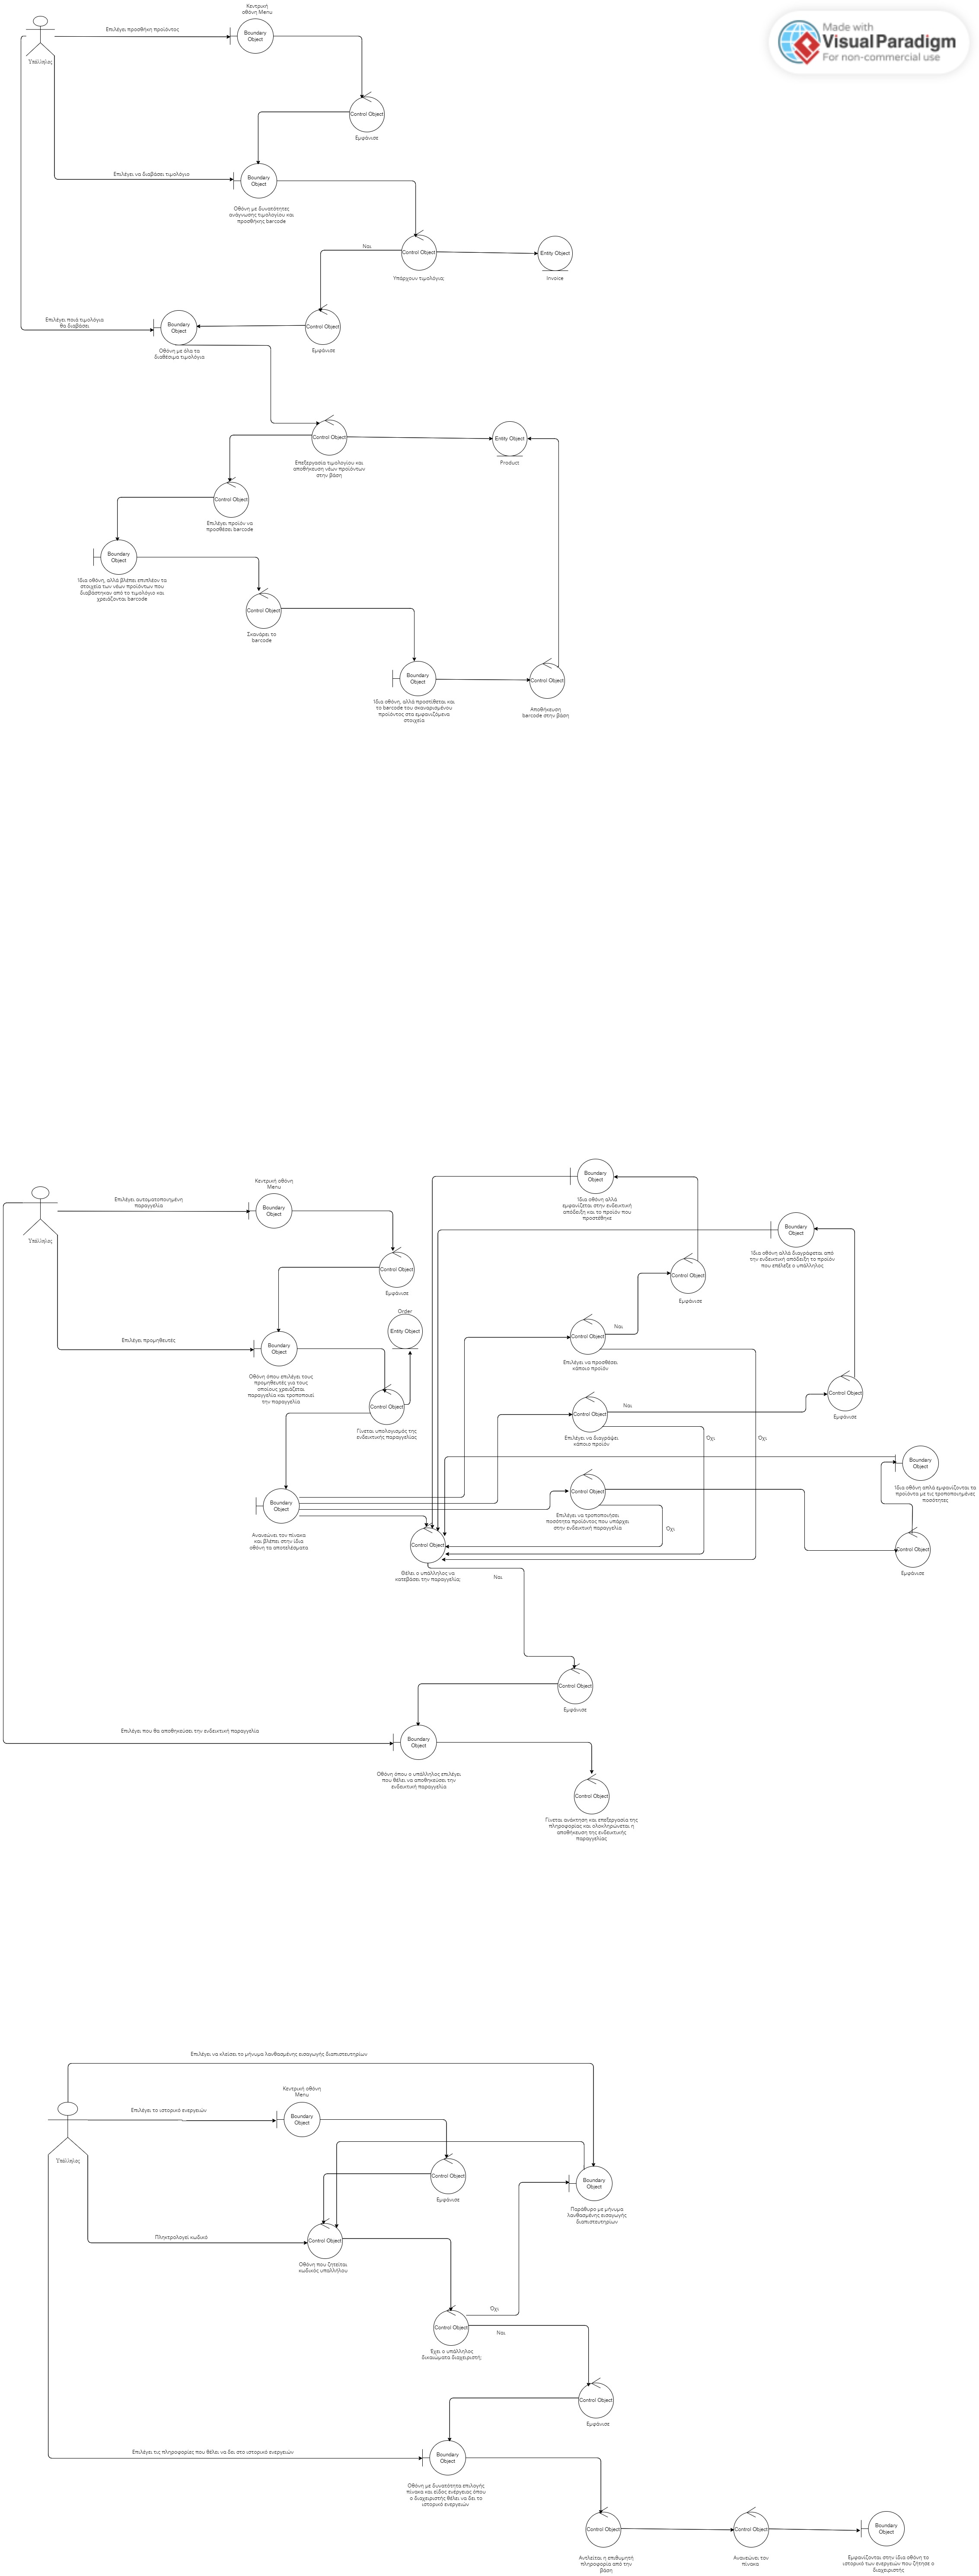 Made with
Visual Paradigm
For non-commercial use
Κεντρική
οθόνη Menu
Επιλέγει προσθήκη προϊόντος
Boundary
Object
Υπάλληλος
Control Object
Εμφάνισε
Επιλέγει να διαβάσει τιμολόγιο
Boundary
Object
Οθόνη με δυνατότητες
ανάγνωσης τιμολογίου και
προσθήκης barcode
Ναι
Control Object
Entity Object
Υπάρχουν τιμολόγια;
Invoice
Επιλέγει ποιά τιμολόγια
θα διαβάσει
Boundary
Object
Control Object
Εμφάνισε
Οθόνη με όλα τα
διαθέσιμα τιμολόγια
Control Object
Entity Object
Επεξεργασία τιμολογίου και
αποθήκευση νέων προϊόντων
στην βάση
Product
Control Object
Επιλέγει προϊόν να
προσθέσει barcode
Boundary
Object
Ίδια οθόνη, αλλά βλέπει επιπλέον τα
στοιχεία των νέων προϊόντων που
διαβάστηκαν από το τιμολόγιο και
χρειάζονται barcode
Control Object
Σκανάρει το
barcode
Boundary
Object
Control Object
Ίδια οθόνη, αλλά προστίθεται και
το barcode του σκαναρισμένου
προϊόντος στα εμφανιζόμενα
στοιχεία
Αποθήκευση
barcode στην βάση
Boundary
Object
Ίδια οθόνη αλλά
εμφανίζεται στην ενδεικτική
απόδειξη και το προϊόν που
προστέθηκε
Κεντρική οθόνη
Menu
Επιλέγει αυτοματοποιημένη
παραγγελία
Boundary
Object
Υπάλληλος
Boundary
Object
Ίδια οθόνη αλλά διαγράφεται από
την ενδεικτική απόδειξη το προϊόν
που επέλεξε ο υπάλληλος
Control Object
Εμφάνισε
Control Object
Εμφάνισε
Order
Entity Object
Ναι
Control Object
Επιλέγει να προσθέσει
κάποιο προϊόν
Επιλέγει προμηθευτές
Boundary
Object
Οθόνη όπου επιλέγει τους
προμηθευτές για τους
οποίους χρειάζεται
παραγγελία και τροποποιεί
την παραγγελία
Control Object
Γίνεται υπολογισμός της
ενδεικτικής παραγγελίας
Control Object
Εμφάνισε
Ναι
Control Object
Επιλέγει να διαγράψει
κάποιο προϊόν
Όχι
Όχι
Boundary
Object
Ίδια οθόνη απλά εμφανίζονται τα
προϊόντα με τις τροποποιημένες
ποσότητες
Control Object
Επιλέγει να τροποποιήσει
ποσότητα προϊόντος που υπάρχει
στην ενδεικτική παραγγελία
Όχι
Boundary
Object
Ανανεώνει τον πίνακα
και βλέπει στην ίδια
οθόνη τα αποτελέσματα
Control Object
Θέλει ο υπάλληλος να
κατεβάσει την παραγγελία;
Ναι
Control Object
Εμφάνισε
Control Object
Εμφάνισε
Επιλέγει που θα αποθηκεύσει την ενδεικτική παραγγελία
Boundary
Object
Οθόνη όπου ο υπάλληλος επιλέγει
που θέλει να αποθηκεύσει την
ενδεικτική παραγγελία
Control Object
Γίνεται ανάκτηση και επεξεργασία της
πληροφορίας και ολοκληρώνεται η
αποθήκευση της ενδεικτικής
παραγγελίας
Επιλέγει να κλείσει το μήνυμα λανθασμένης εισαγωγής διαπιστευτηρίων
Κεντρική οθόνη
Menu
Επιλέγει το ιστορικό ενεργειών
Boundary
Object
Υπάλληλος
Control Object
Εμφάνισε
Boundary
Object
Παράθυρο με μήνυμα
λανθασμένης εισαγωγής
διαπιστευτηρίων
Πληκτρολογεί κωδικό
Control Object
Οθόνη που ζητείται
κωδικός υπαλλήλου
Όχι
Control Object
Ναι
Έχει ο υπάλληλος
δικαιώματα διαχειριστή;
Control Object
Εμφάνισε
Επιλέγει τις πληροφορίες που θέλει να δει στο ιστορικό ενεργειών
Boundary
Object
Οθόνη με δυνατότητα επιλογής
πίνακα και είδος ενέργειας όπου
ο διαχειριστής θέλει να δει το
ιστορικό ενεργειών
Control Object
Αντλείται η επιθυμητή
πληροφορία από την
βάση
Control Object
Ανανεώνει τον
πίνακα
Boundary
Object
Εμφανίζονται στην ίδια οθόνη το
ιστορικό των ενεργειών που ζήτησε ο
διαχειριστής